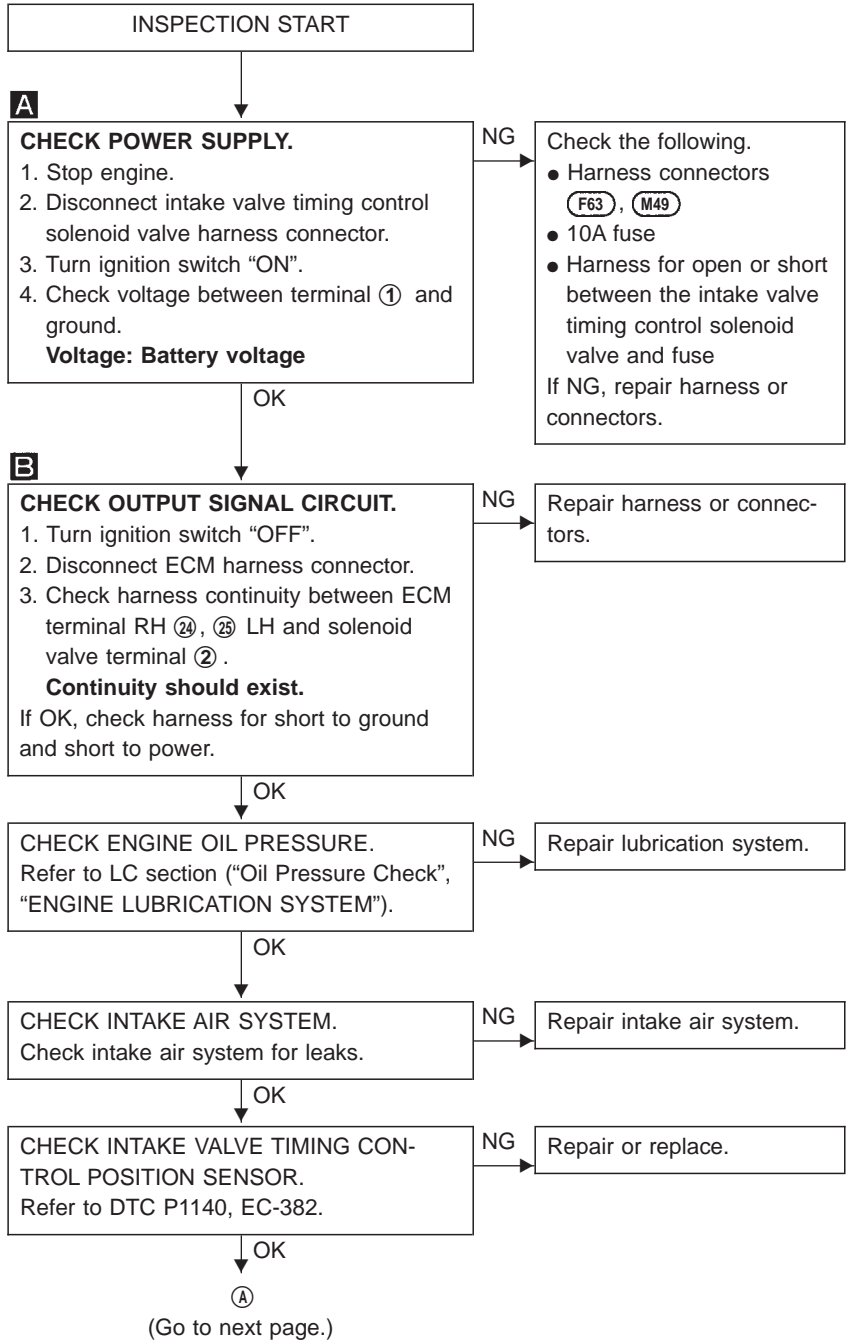 INSPECTION START
A
CHECK POWER SUPPLY.
1. Stop engine.
2. Disconnect intake valve timing control
solenoid valve harness connector.
3. Turn ignition switch “ON”.
4. Check voltage between terminal ① and
ground.
Voltage: Battery voltage
NG
Check the following.
● Harness connectors
F63 , M49
● 10A fuse
● Harness for open or short
between the intake valve
timing control solenoid
valve and fuse
If NG, repair harness or
connectors.
OK
B
CHECK OUTPUT SIGNAL CIRCUIT.
1. Turn ignition switch “OFF”.
2. Disconnect ECM harness connector.
3. Check harness continuity between ECM
terminal RH ㉔, ㉕ LH and solenoid
valve terminal ② .
Continuity should exist.
If OK, check harness for short to ground
and short to power.
NG
Repair harness or connec-
tors.
OK
CHECK ENGINE OIL PRESSURE.
Refer to LC section (“Oil Pressure Check”,
“ENGINE LUBRICATION SYSTEM”).
NG
Repair lubrication system.
OK
CHECK INTAKE AIR SYSTEM.
Check intake air system for leaks.
NG
Repair intake air system.
OK
CHECK INTAKE VALVE TIMING CON-
TROL POSITION SENSOR.
Refer to DTC P1140, EC-382.
NG
Repair or replace.
OK
Ⓐ
(Go to next page.)